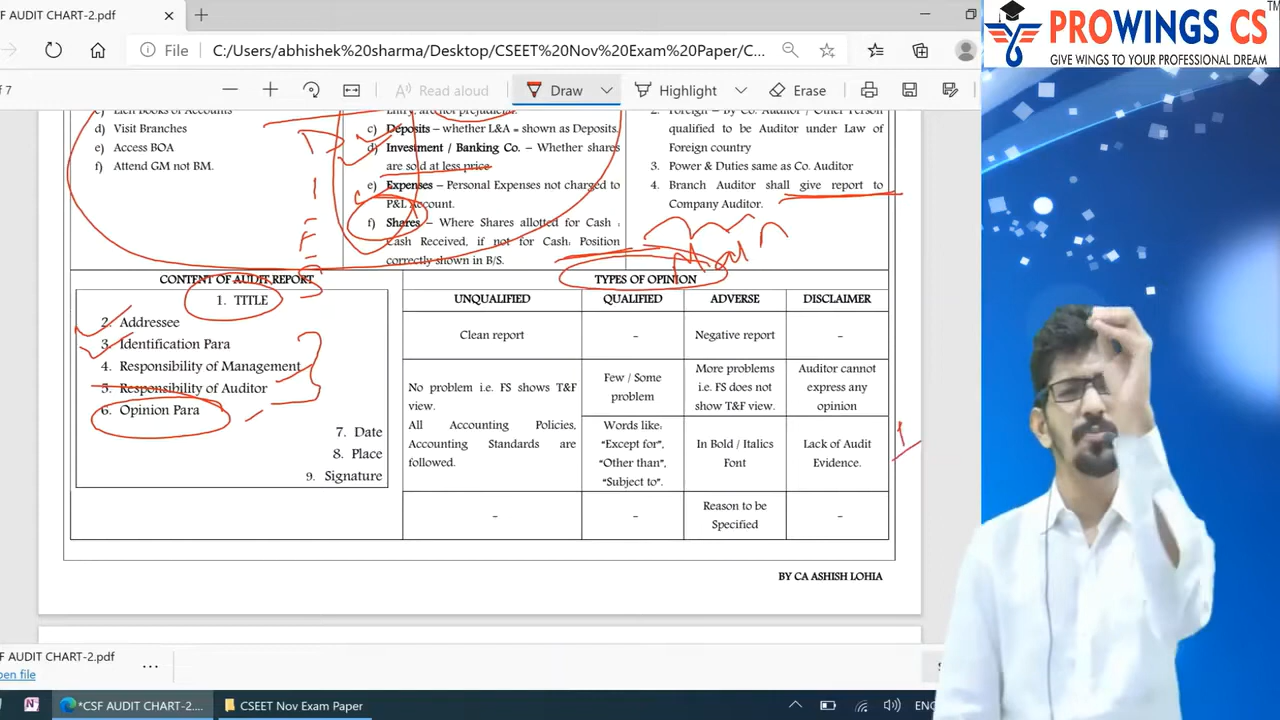 F AUDIT CHART-2.pdf
File
C:/Users/abhishek%20sharma/Desktop/CSEET%20Nov%20Exam%20Paper/C...
PROWINGS CS TM
GIVE WINGS TO YOUR PROFESSIONAL DREAM
f 7
Read aloud
Draw
Highlight
Erase
d) Visit Branches
e) Access BOA
f) Attend GM not BM.
c) Deposits – whether L&A = shown as Deposits.
d) Investment / Banking Co. – Whether shares
are sold at less price
e) Expenses – Personal Expenses not charged to
P&L Account.
f) Shares – Where Shares allotted for Cash :
Cash Received, if not for Cash: Position
correctly shown in B/S.
2. Foreign – By Co. Auditor / Other Person
qualified to be Auditor under Law of
Foreign country
3. Power & Duties same as Co. Auditor
4. Branch Auditor shall give report to
Company Auditor.
CONTENT OF AUDIT REPORT
1. TITLE
2. Addressee
3. Identification Para
4. Responsibility of Management
5. Responsibility of Auditor
6. Opinion Para
7. Date
8. Place
9. Signature
TYPES OF OPINION
UNQUALIFIED
QUALIFIED
ADVERSE
DISCLAIMER
Clean report
–
Negative report
–
No problem i.e. FS shows T&F
view.
All Accounting Policies,
Accounting Standards are
followed.
Few / Some
problem
Words like:
"Except for",
"Other than",
"Subject to".
More problems
i.e. FS does not
show T&F view.
In Bold / Italics
Font
Auditor cannot
express any
opinion
Lack of Audit
Evidence.
–
–
Reason to be
Specified
–
BY CA ASHISH LOHIA
F AUDIT CHART-2.pdf
pen file
...
*CSF AUDIT CHART-2....
CSEET Nov Exam Paper
ENG